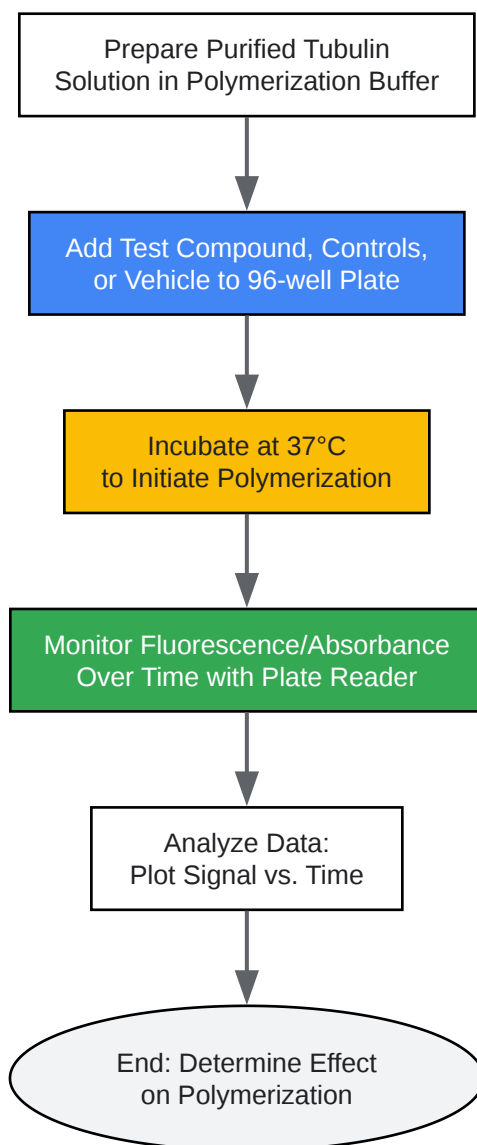 Prepare Purified Tubulin
Solution in Polymerization Buffer
Add Test Compound, Controls,
or Vehicle to 96-well Plate
Incubate at 37°C
to Initiate Polymerization
Monitor Fluorescence/Absorbance
Over Time with Plate Reader
Analyze Data:
Plot Signal vs. Time
End: Determine Effect
on Polymerization